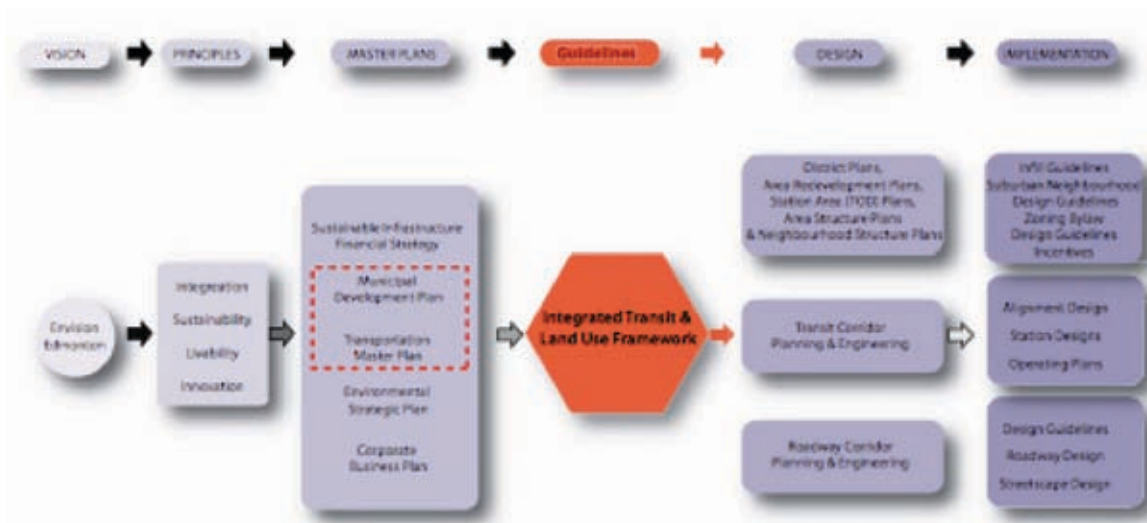 VISION
PRINCIPLES
MASTER PLANS
Guidelines
DESIGN
IMPLEMENTATION
Envision
Edmonton
Integration
Sustainability
Livability
Innovation
Sustainable Infrastructure
Financial Strategy
Municipal
Development Plan
Transportation
Master Plan
Environmental
Strategic Plan
Corporate
Business Plan
Integrated Transit &
Land Use Framework
District Plans,
Area Redevelopment Plans,
Station Area (TOD) Plans,
Area Structure Plans
& Neighbourhood Structure Plans
Transit Corridor
Planning & Engineering
Roadway Corridor
Planning & Engineering
Infill Guidelines
Suburban Neighbourhood
Design Guidelines
Zoning Bylaw
Design Guidelines
Incentives
Alignment Design
Station Designs
Operating Plans
Design Guidelines
Roadway Design
Streetscape Design